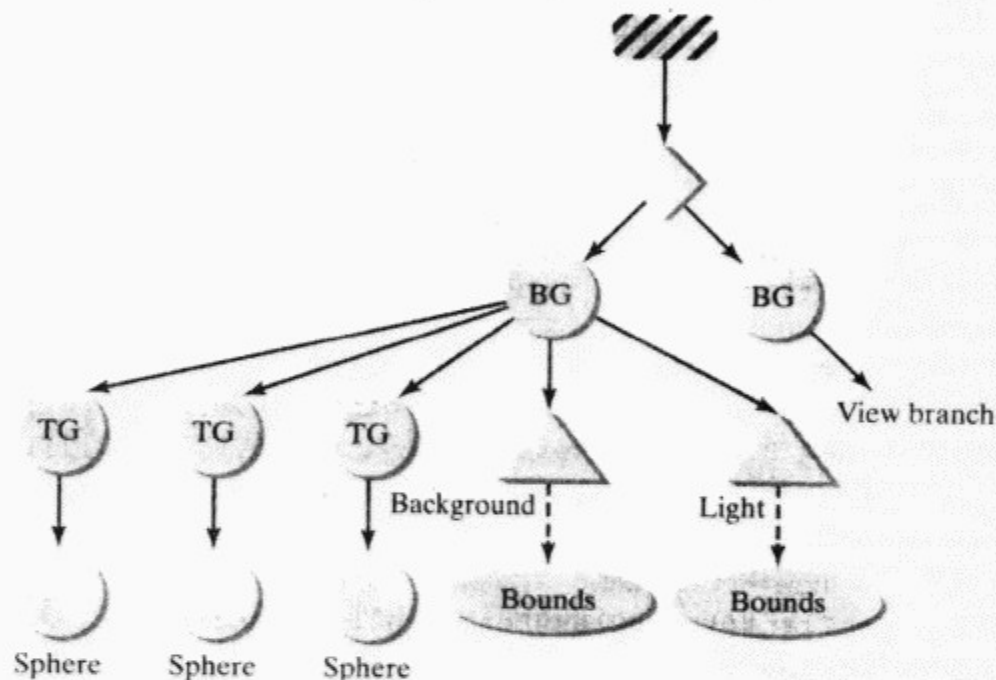 BG
BG
View branch
TG
TG
TG
Background
Light
Bounds
Bounds
Sphere
Sphere
Sphere